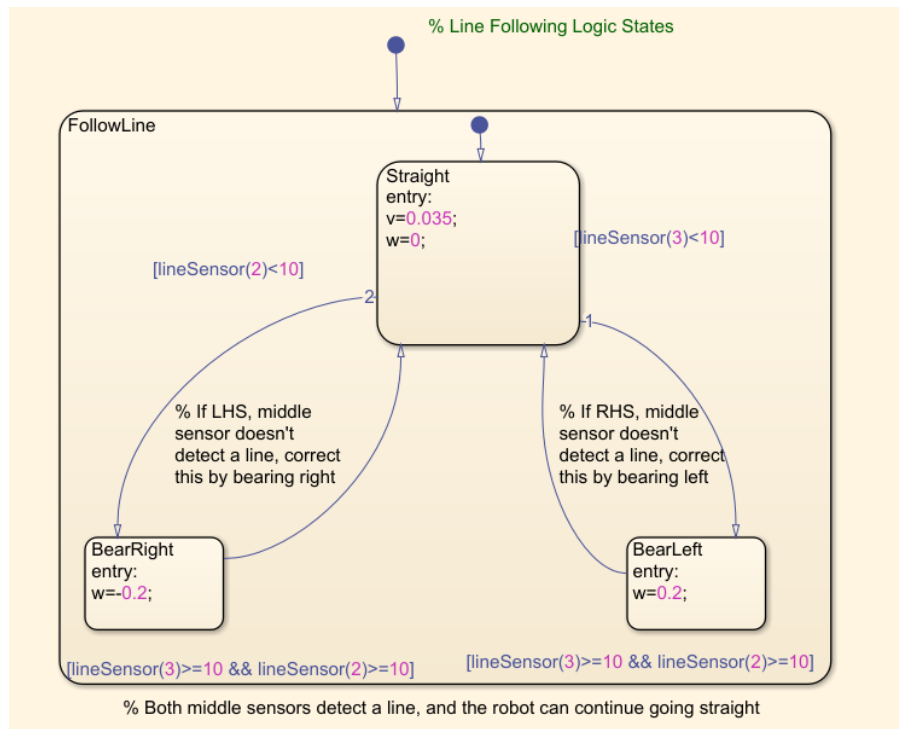 % Line Following Logic States
FollowLine
Straight
entry:
v=0.035;
w=0;
[lineSensor(3)<10]
[lineSensor(2)<10]
2
1
% If LHS, middle
sensor doesn't
detect a line, correct
this by bearing right
% If RHS, middle
sensor doesn't
detect a line, correct
this by bearing left
BearRight
entry:
w=-0.2;
BearLeft
entry:
w=0.2;
[lineSensor(3)>=10 && lineSensor(2)>=10]
[lineSensor(3)>=10 && lineSensor(2)>=10]
% Both middle sensors detect a line, and the robot can continue going straight